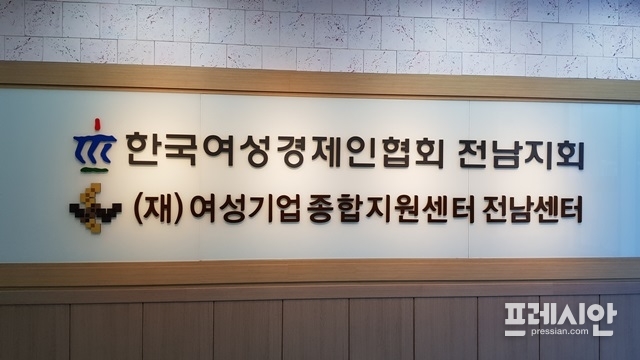 한국여성경제인협회 전남지회
(재)여성기업종합지원센터 전남센터
프레시안
pressian.com